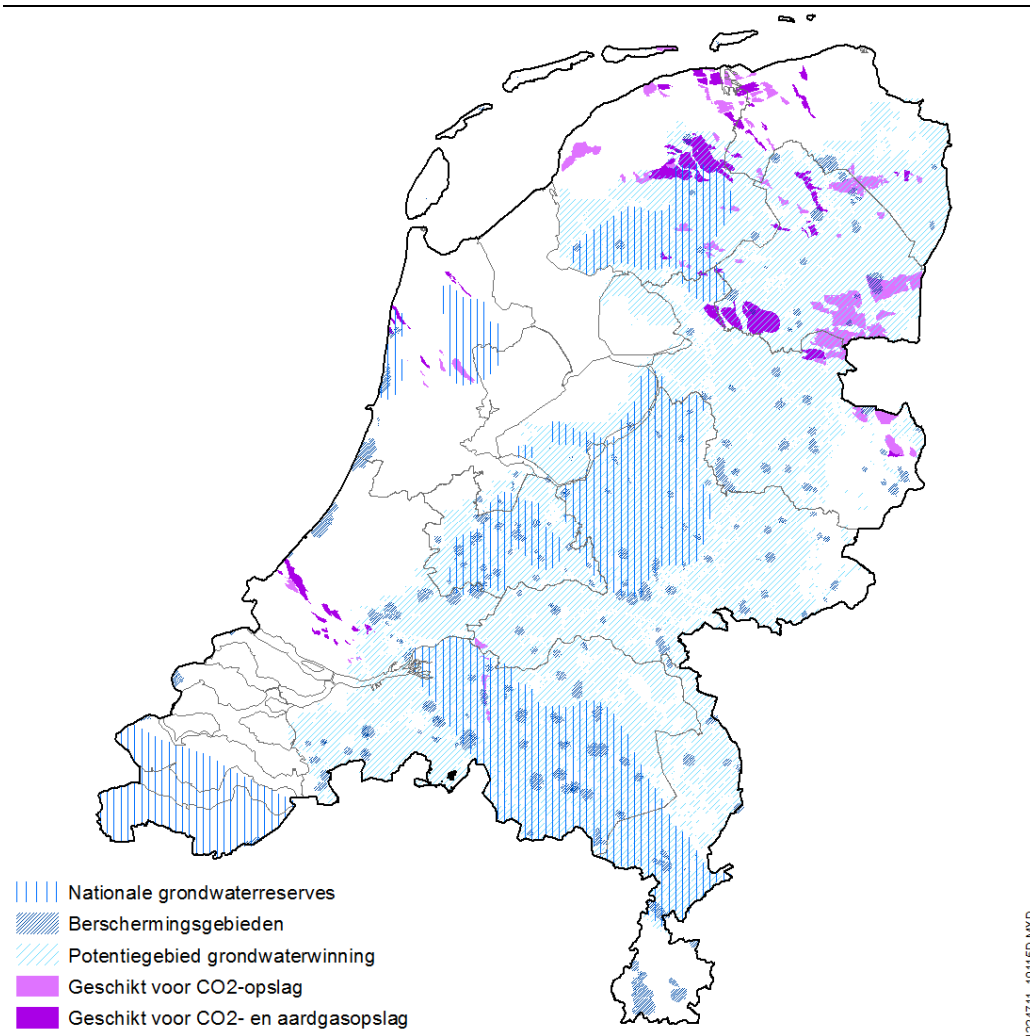 Nationale grondwaterreserves
Berschermingsgebieden
Potentiegebied grondwaterwinning
Geschikt voor CO2-opslag
Geschikt voor CO2- en aardgasopslag